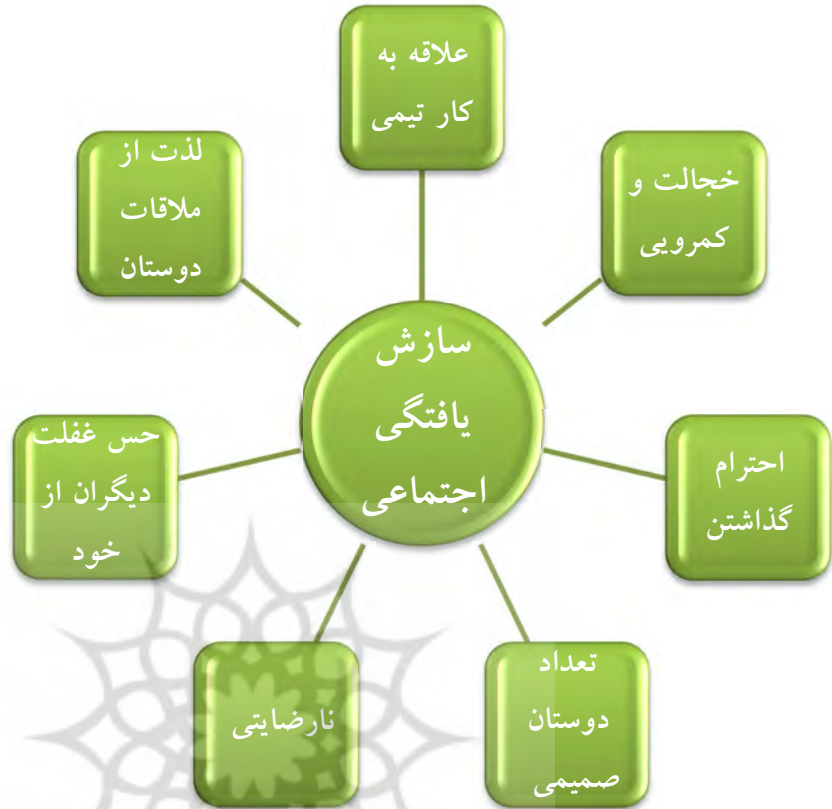 علاقه به
کار تیمی
خجالت و
کمرویی
احترام
گذاشتن
تعداد
دوستان
صمیمی
نارضایتی
حس غفلت
دیگران از
خود
لذت از
ملاقات
دوستان
سازش
یافتگی
اجتماعی